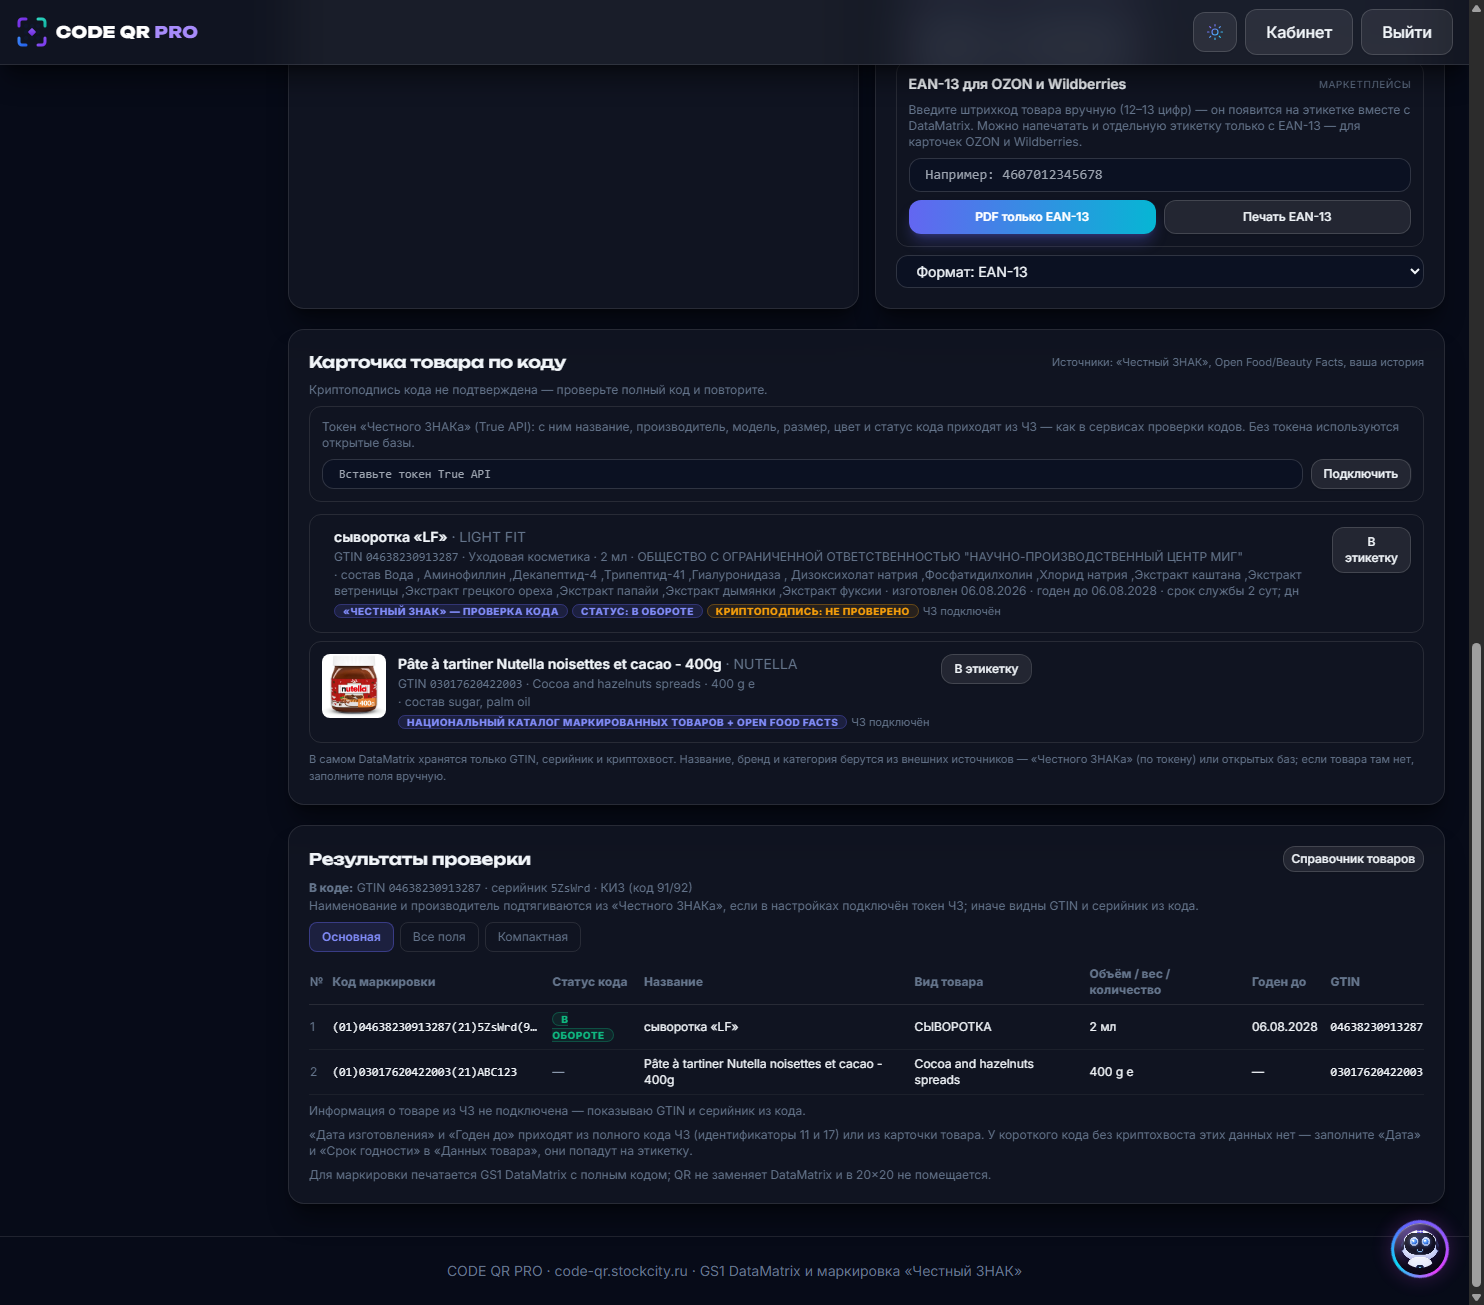 CODE QR PRO
Кабинет
Выйти
EAN-13 для OZON и Wildberries
МАРКЕТПЛЕЙСЫ
Введите штрихкод товара вручную (12–13 цифр) — он появится на этикетке вместе с
DataMatrix. Можно напечатать и отдельную этикетку только с EAN-13 — для
карточек OZON и Wildberries.
Например: 4607012345678
PDF только EAN-13
Печать EAN-13
Формат: EAN-13
Карточка товара по коду
Источники: «Честный ЗНАК», Open Food/Beauty Facts, ваша история
Криптоподпись кода не подтверждена — проверьте полный код и повторите.
Токен «Честного ЗНАКа» (True API): с ним название, производитель, модель, размер, цвет и статус кода приходят из ЧЗ — как в сервисах проверки кодов. Без токена используются
открытые базы.
Вставьте токен True API
Подключить
сыворотка «LF» · LIGHT FIT
GTIN 04638230913287 · Уходовая косметика · 2 мл · ОБЩЕСТВО С ОГРАНИЧЕННОЙ ОТВЕТСТВЕННОСТЬЮ "НАУЧНО-ПРОИЗВОДСТВЕННЫЙ ЦЕНТР МИГ"
· состав Вода , Аминофиллин ,Декапептид-4 ,Трипептид-41 ,Гиалуронидаза , Дизоксихолат натрия ,Фосфатидилхолин ,Хлорид натрия ,Экстракт каштана ,Экстракт
ветреницы ,Экстракт грецкого ореха ,Экстракт папайи ,Экстракт дымянки ,Экстракт фуксии · изготовлен 06.08.2026 · годен до 06.08.2028 · срок службы 2 сут; дн
«ЧЕСТНЫЙ ЗНАК» — ПРОВЕРКА КОДА
СТАТУС: В ОБОРОТЕ
КРИПТОПОДПИСЬ: НЕ ПРОВЕРЕНО
ЧЗ подключён
В
этикетку
nutella
400g
Pâte à tartiner Nutella noisettes et cacao - 400g · NUTELLA
GTIN 03017620422003 · Cocoa and hazelnuts spreads · 400 g e
· состав sugar, palm oil
НАЦИОНАЛЬНЫЙ КАТАЛОГ МАРКИРОВАННЫХ ТОВАРОВ + OPEN FOOD FACTS
ЧЗ подключён
В этикетку
В самом DataMatrix хранятся только GTIN, серийник и криптохвост. Название, бренд и категория берутся из внешних источников — «Честного ЗНАКа» (по токену) или открытых баз; если товара там нет,
заполните поля вручную.
Результаты проверки
Справочник товаров
В коде: GTIN 04638230913287 · серийник 5ZsWrd · КИЗ (код 91/92)
Наименование и производитель подтягиваются из «Честного ЗНАКа», если в настройках подключён токен ЧЗ; иначе видны GTIN и серийник из кода.
Основная
Все поля
Компактная
№ Код маркировки Статус кода Название Вид товара Объём / вес / количество Годен до GTIN
1 (01)04638230913287(21)5ZsWrd(9… В ОБОРОТЕ сыворотка «LF» СЫВОРОТКА 2 мл 06.08.2028 04638230913287
2 (01)03017620422003(21)ABC123 — Pâte à tartiner Nutella noisettes et cacao - 400g Cocoa and hazelnuts spreads 400 g e — 03017620422003
Информация о товаре из ЧЗ не подключена — показываю GTIN и серийник из кода.
«Дата изготовления» и «Годен до» приходят из полного кода ЧЗ (идентификаторы 11 и 17) или из карточки товара. У короткого кода без криптохвоста этих данных нет — заполните «Дата»
и «Срок годности» в «Данных товара», они попадут на этикетку.
Для маркировки печатается GS1 DataMatrix с полным кодом; QR не заменяет DataMatrix и в 20×20 не помещается.
CODE QR PRO · code-qr.stockcity.ru · GS1 DataMatrix и маркировка «Честный ЗНАК»